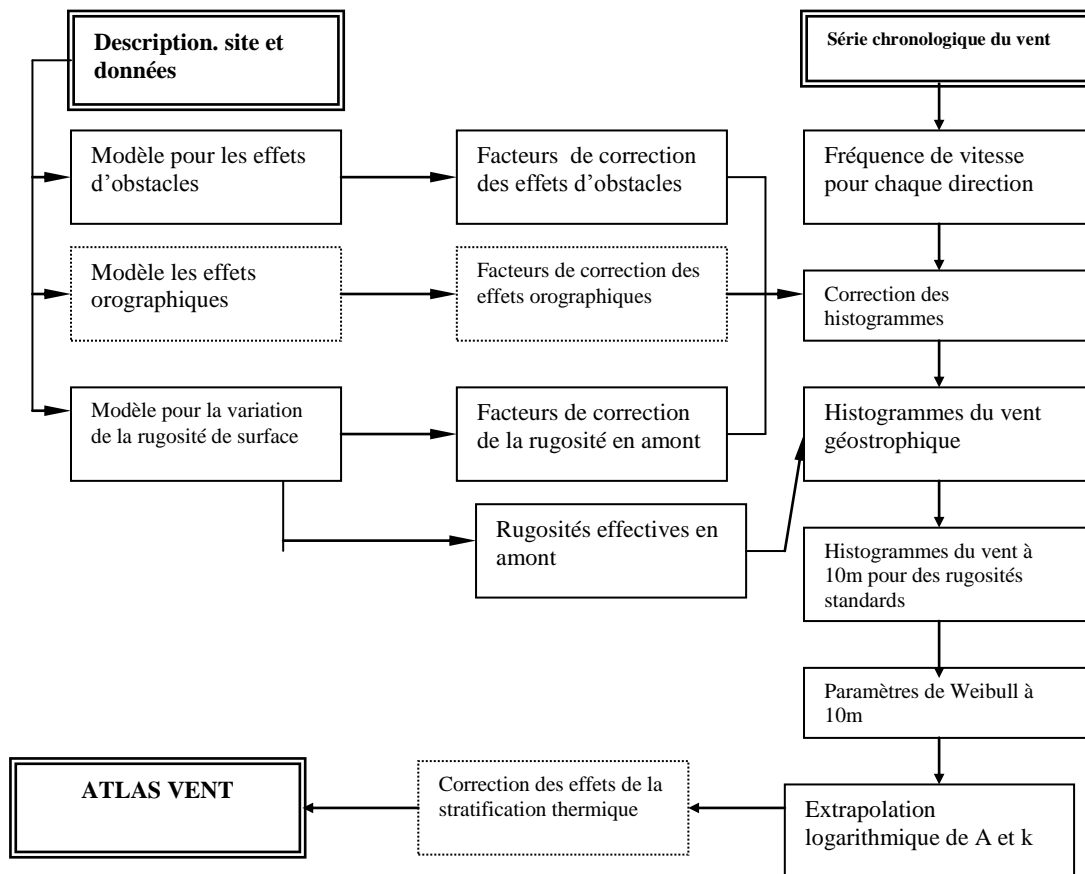 Description. site et
données
Série chronologique du vent
Modèle pour les effets
d'obstacles
Facteurs de correction
des effets d'obstacles
Fréquence de vitesse
pour chaque direction
Modèle les effets
orographiques
Facteurs de correction des
effets orographiques
Correction des
histogrammes
Modèle pour la variation
de la rugosité de surface
Facteurs de correction
de la rugosité en amont
Histogrammes du vent
géostrophique
Rugosités effectives en
amont
Histogrammes du vent à
10m pour des rugosités
standards
Paramètres de Weibull à
10m
ATLAS VENT
Correction des effets de la
stratification thermique
Extrapolation
logarithmique de A et k